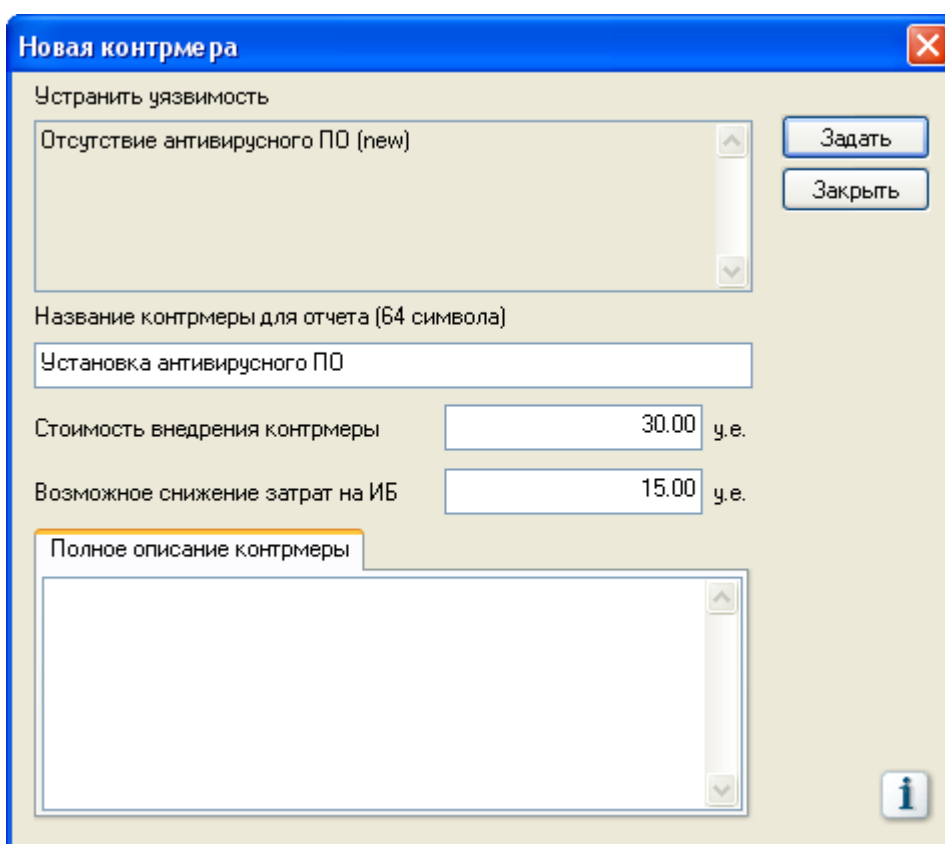 Новая контрмера
Устранить уязвимость
Отсутствие антивирусного ПО (new)
Задать
Закрыть
Название контрмеры для отчета (64 символа)
Установка антивирусного ПО
Стоимость внедрения контрмеры 30.00 у.е.
Возможное снижение затрат на ИБ 15.00 у.е.
Полное описание контрмеры